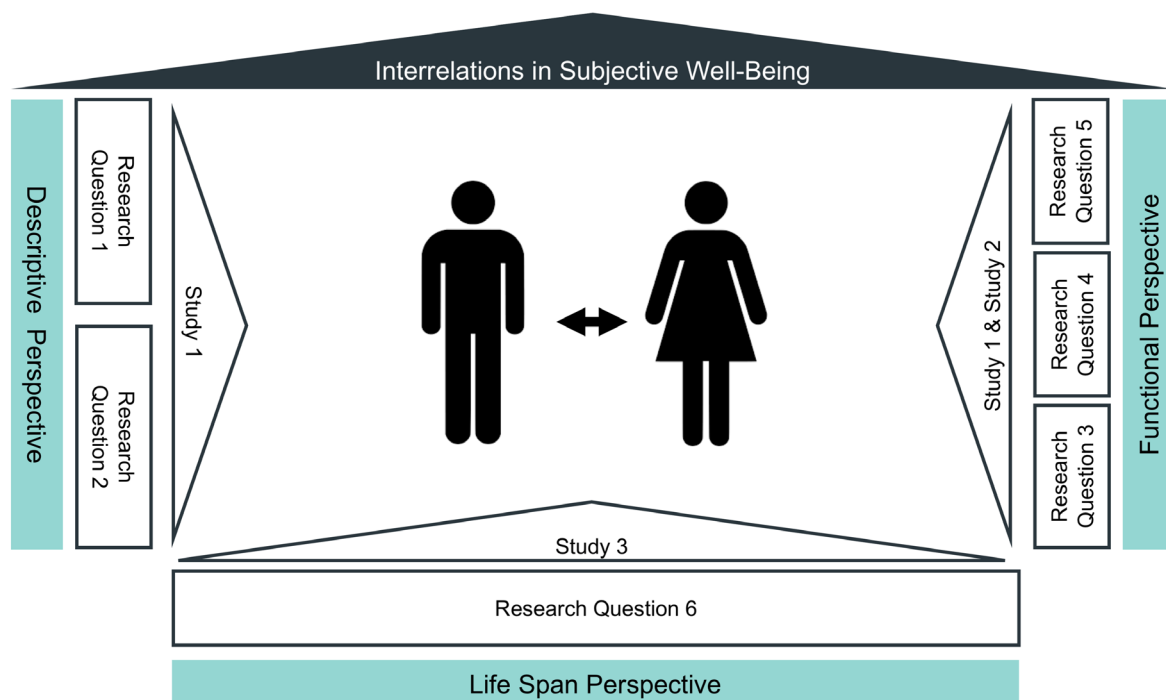 Interrelations in Subjective Well-Being
Descriptive Perspective
Research
Question 1
Research
Question 2
Study 1
Study 1 & Study 2
Research
Question 5
Research
Question 4
Research
Question 3
Functional Perspective
Study 3
Research Question 6
Life Span Perspective